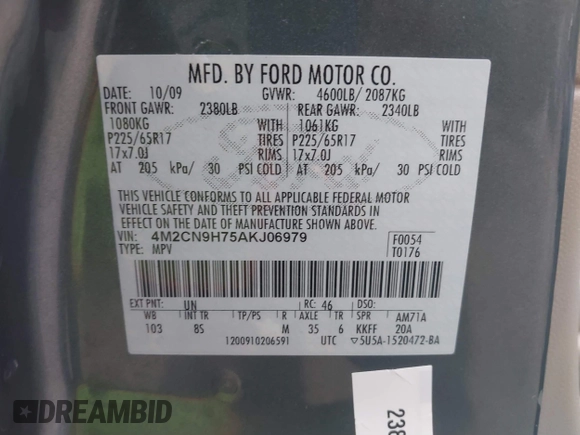 MFD. BY FORD MOTOR CO.
DATE: 10/09 GVWR: 4600LB/ 2087KG
FRONT GAWR: 2380LB REAR GAWR: 2340LB
1080KG WITH 1061KG WITH
P225/65R17 TIRES P225/65R17 TIRES
17x7.0J RIMS 17x7.0J RIMS
AT 205 kPa/ 30 PSI COLD AT 205 kPa/ 30 PSI COLD
THIS VEHICLE CONFORMS TO ALL APPLICABLE FEDERAL MOTOR
VEHICLE SAFETY AND THEFT PREVENTION STANDARDS IN
EFFECT ON THE DATE OF MANUFACTURE SHOWN ABOVE.
VIN: 4M2CN9H75AKJ06979 F0054
TYPE: MPV T0176
EXT PNT: UN RC: 46 DSO:
WB INT TR TP/PS R AXLE TR SPR AM71A
103 8S M 35 6 KKFF 20A
1200910206591 UTC ▽5U5A-1520472-BA
238
DREAMBID